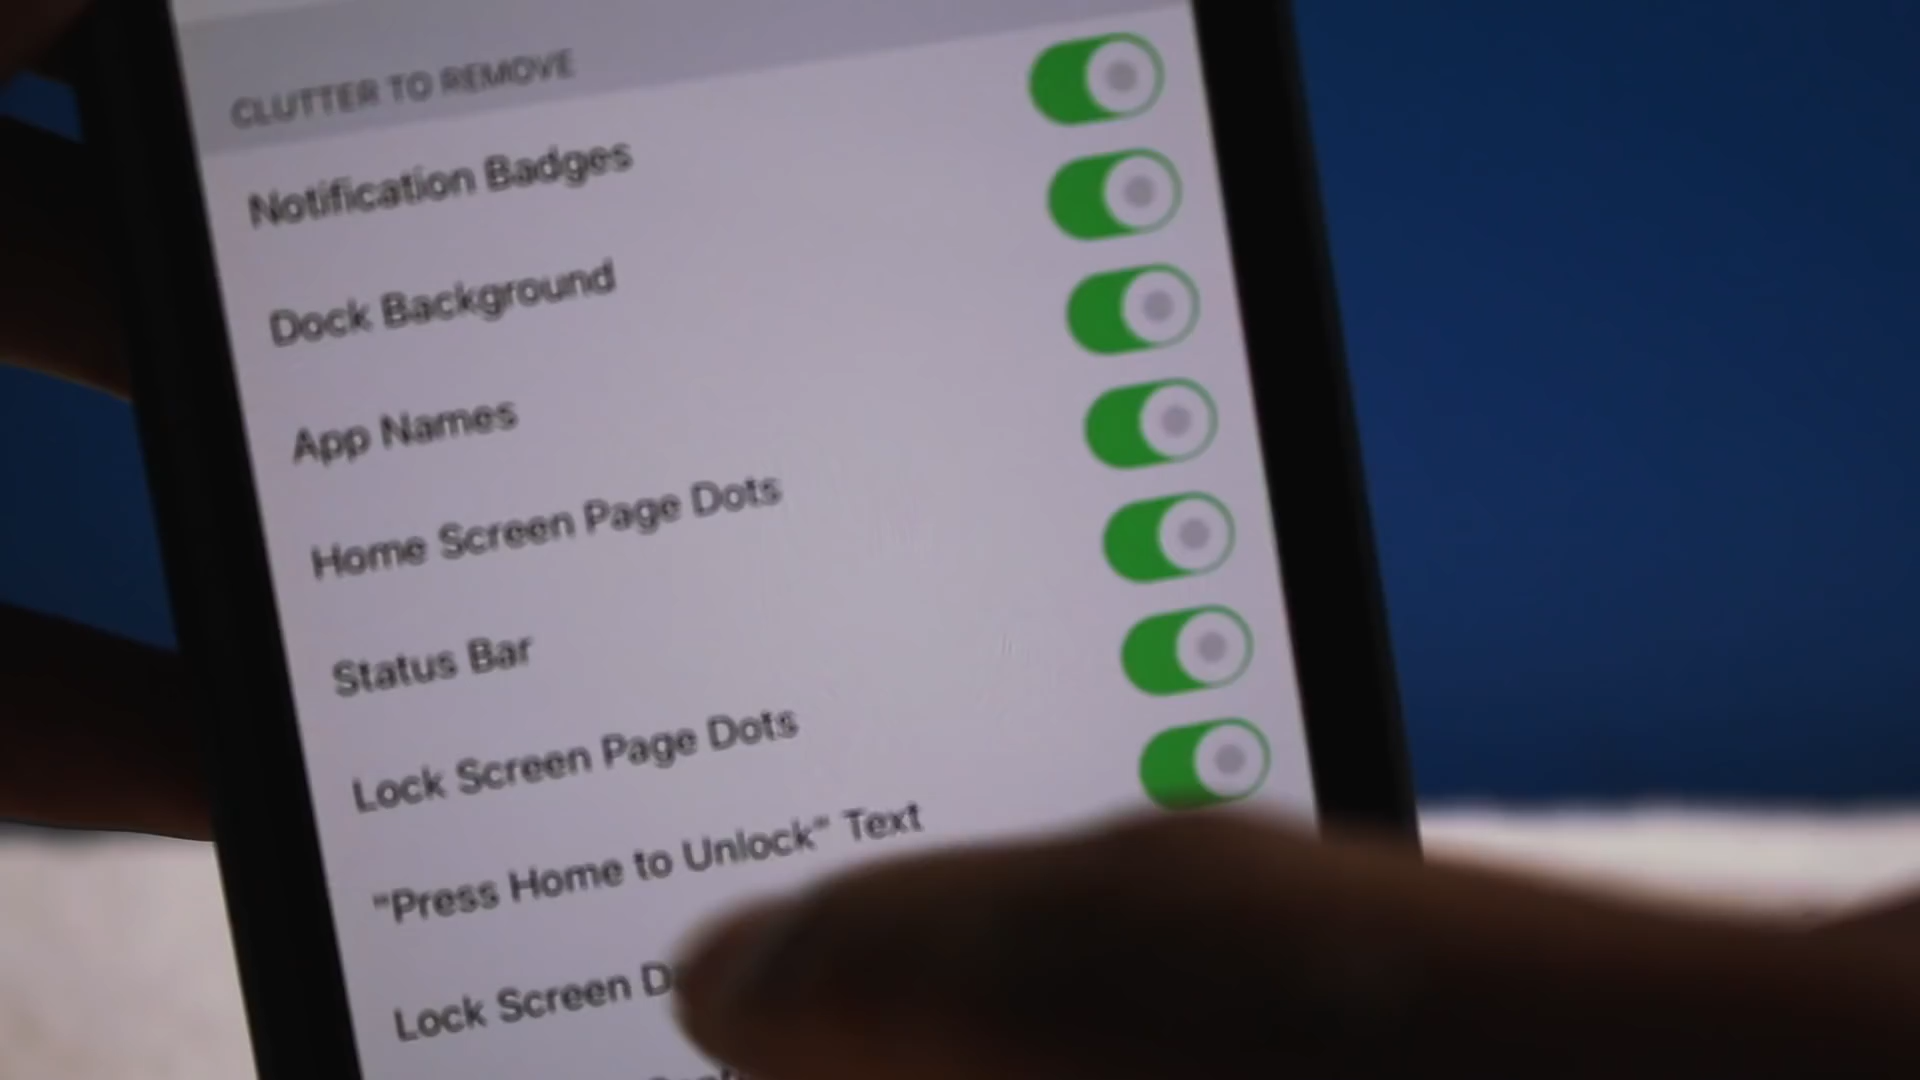 CLUTTER TO REMOVE
Notification Badges
Dock Background
App Names
Home Screen Page Dots
Status Bar
Lock Screen Page Dots
"Press Home to Unlock" Text
Lock Screen